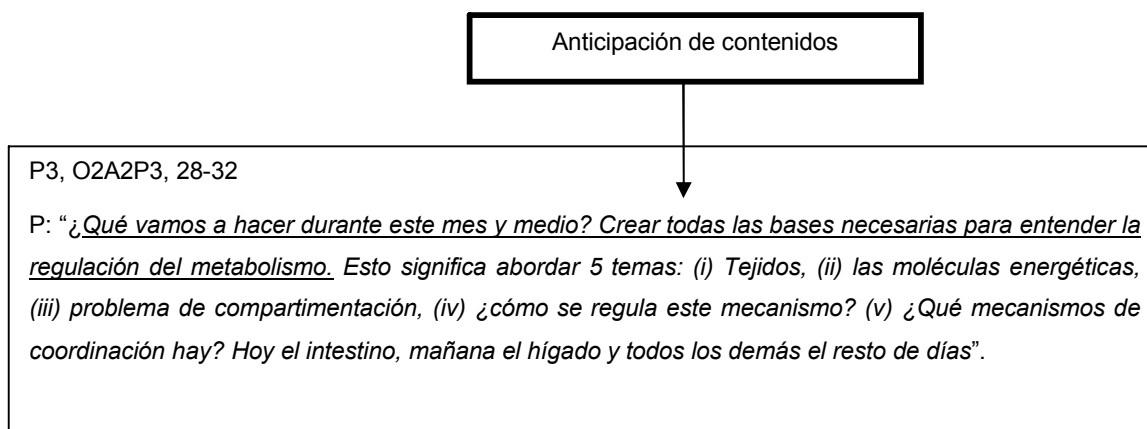 Anticipación de contenidos
P3, O2A2P3, 28-32
P: “¿Qué vamos a hacer durante este mes y medio? Crear todas las bases necesarias para entender la
regulación del metabolismo. Esto significa abordar 5 temas: (i) Tejidos, (ii) las moléculas energéticas,
(iii) problema de compartimentación, (iv) ¿cómo se regula este mecanismo? (v) ¿Qué mecanismos de
coordinación hay? Hoy el intestino, mañana el hígado y todos los demás el resto de días”.